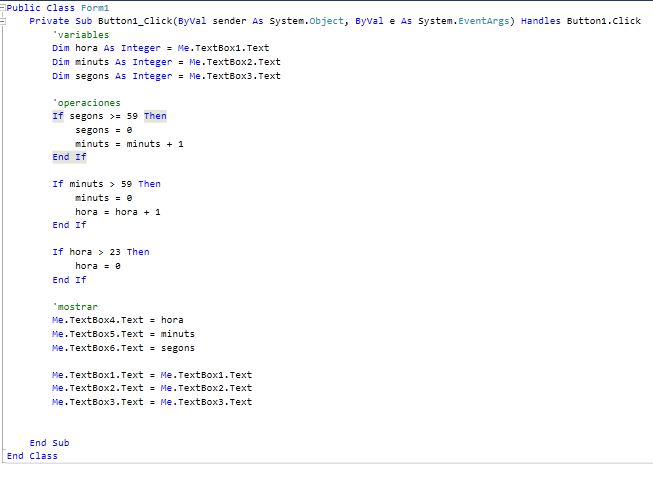 Public Class Form1
Private Sub Button1_Click(ByVal sender As System.Object, ByVal e As System.EventArgs) Handles Button1.Click
'variables
Dim hora As Integer = Me.TextBox1.Text
Dim minuts As Integer = Me.TextBox2.Text
Dim segons As Integer = Me.TextBox3.Text
'operaciones
If segons >= 59 Then
segons = 0
minuts = minuts + 1
End If
If minuts > 59 Then
minuts = 0
hora = hora + 1
End If
If hora > 23 Then
hora = 0
End If
'mostrar
Me.TextBox4.Text = hora
Me.TextBox5.Text = minuts
Me.TextBox6.Text = segons
Me.TextBox1.Text = Me.TextBox1.Text
Me.TextBox2.Text = Me.TextBox2.Text
Me.TextBox3.Text = Me.TextBox3.Text
End Sub
End Class